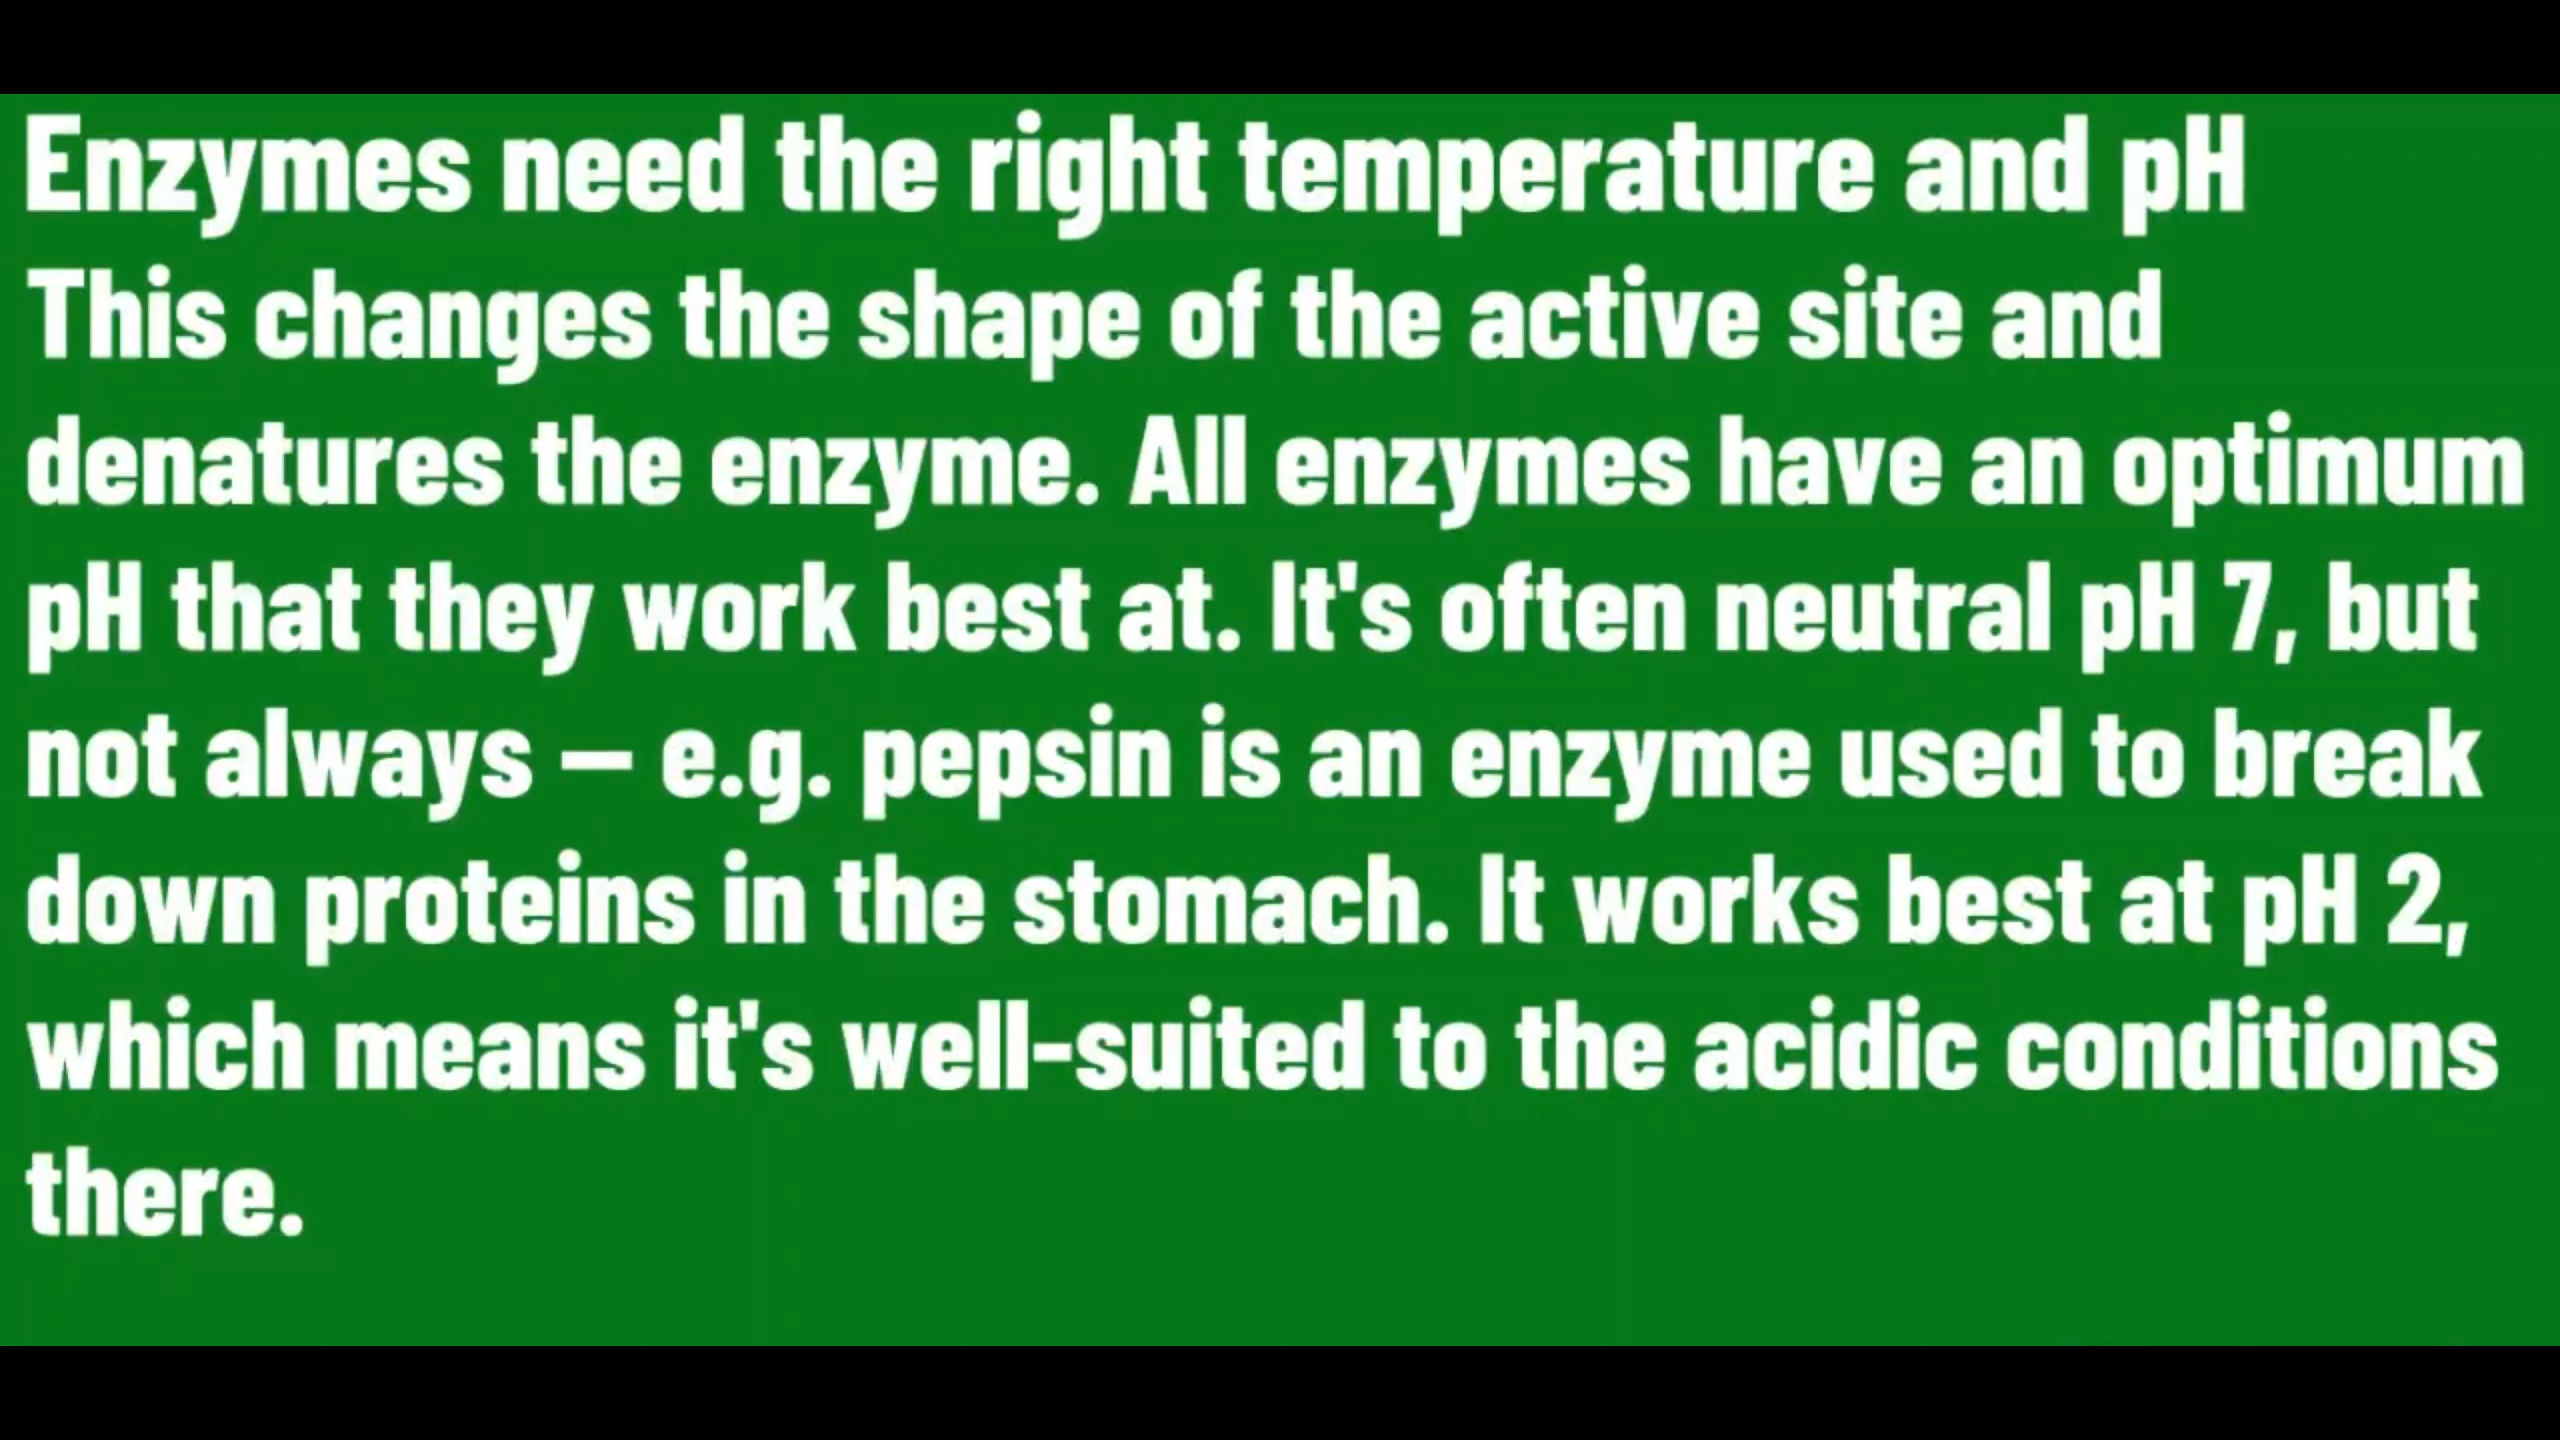 Enzymes need the right temperature and pH
This changes the shape of the active site and
denatures the enzyme. All enzymes have an optimum
pH that they work best at. It's often neutral pH 7, but
not always – e.g. pepsin is an enzyme used to break
down proteins in the stomach. It works best at pH 2,
which means it's well-suited to the acidic conditions
there.